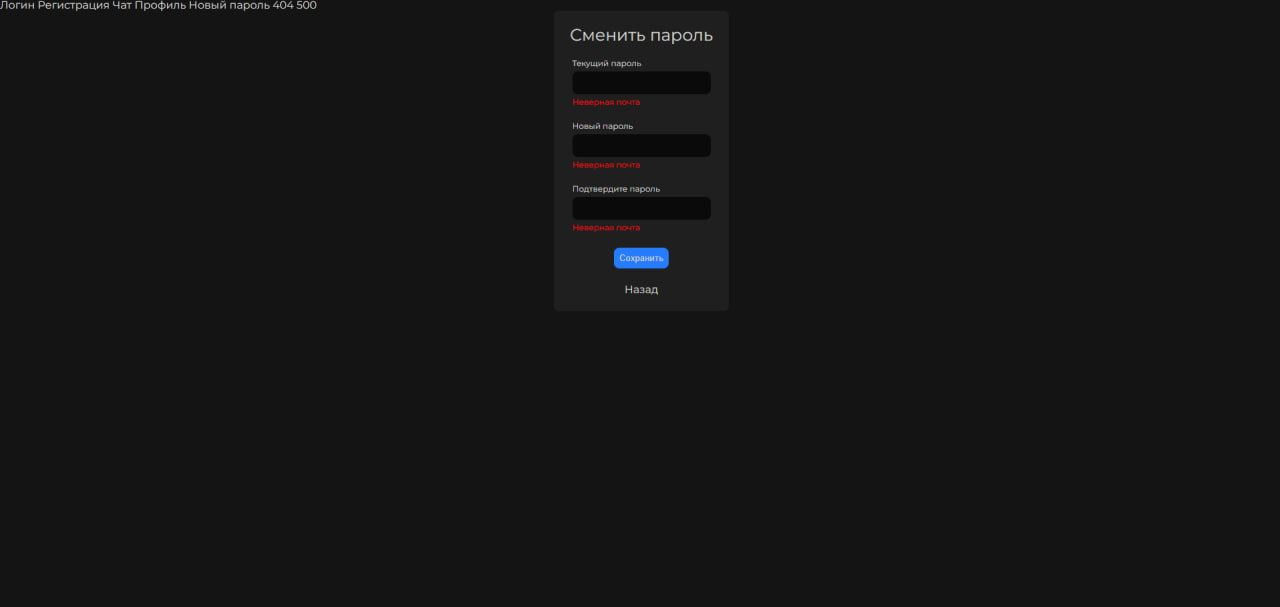 Логин Регистрация Чат Профиль Новый пароль 404 500
Сменить пароль
Текущий пароль
Неверная почта
Новый пароль
Неверная почта
Подтвердите пароль
Неверная почта
Сохранить
Назад